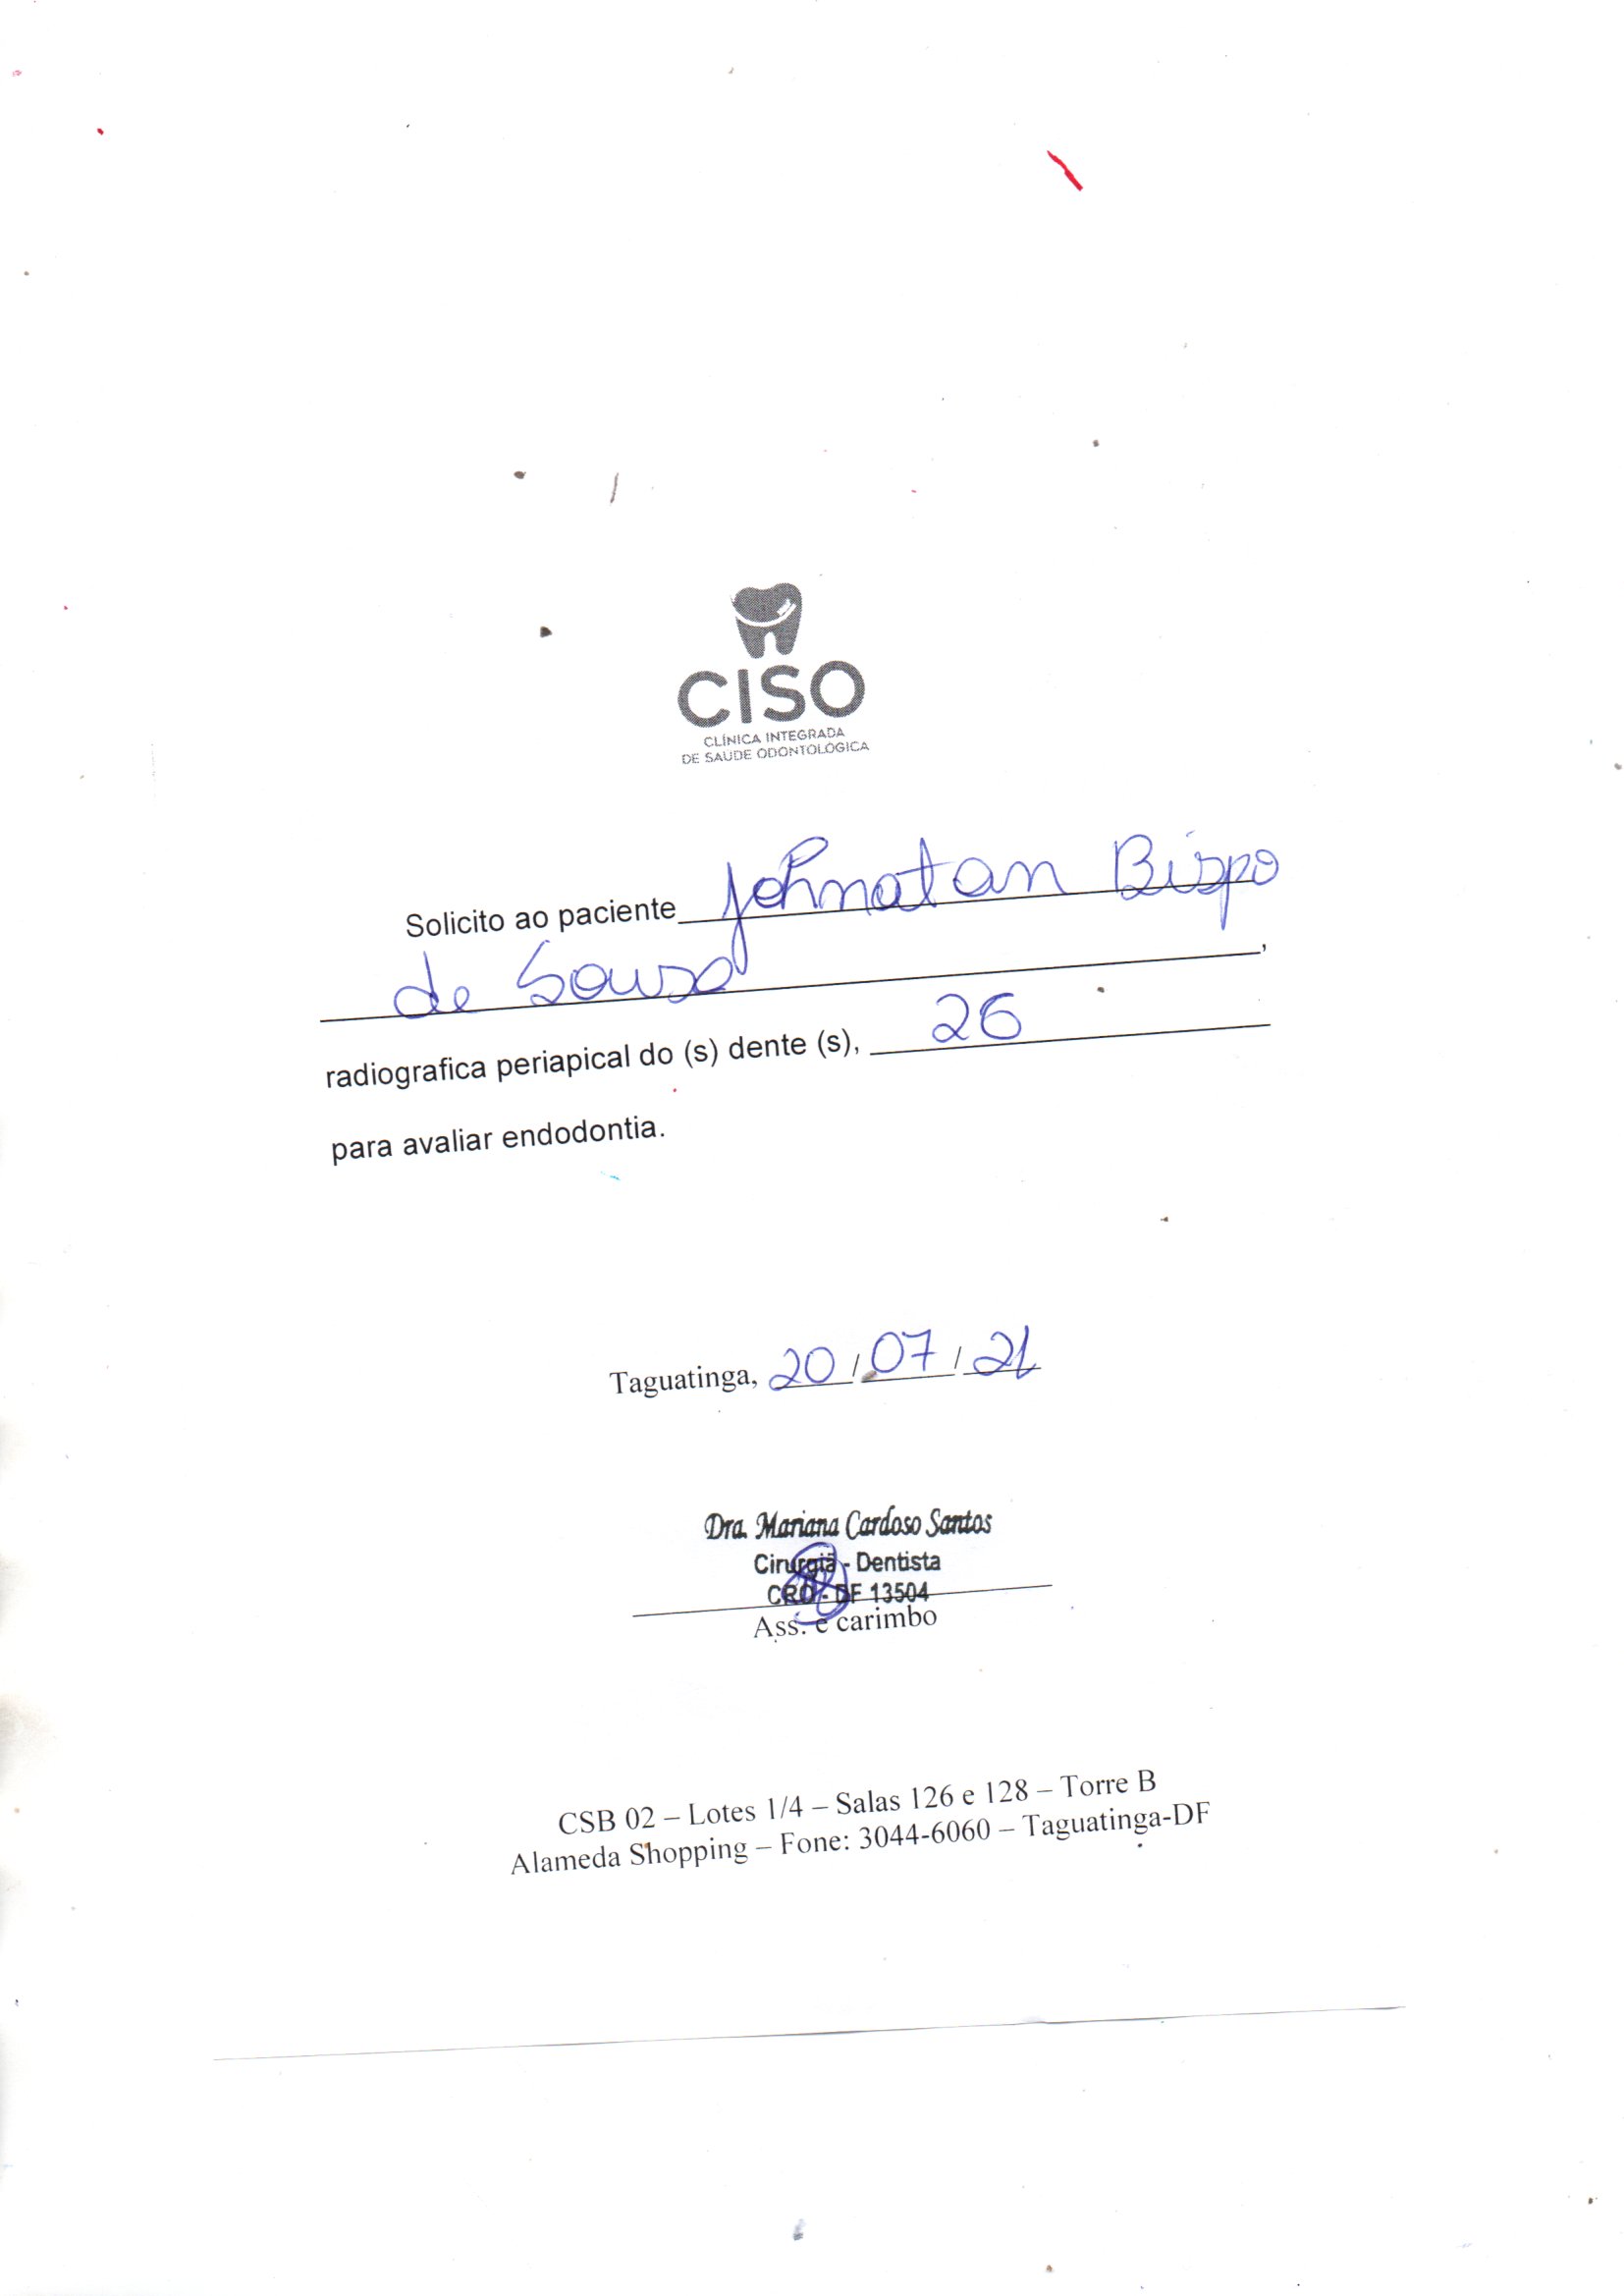 CISO
CLÍNICA INTEGRADA
DE SAÚDE ODONTOLÓGICA
Solicito ao paciente Johnatan Bispo
de Sousa,
radiografica periapical do (s) dente (s), 26
para avaliar endodontia.
Taguatinga, 20/07/21
Dra. Mariana Cardoso Santos
Cirurgiã - Dentista
CRO - DF 13504
Ass. e carimbo
CSB 02 – Lotes 1/4 – Salas 126 e 128 – Torre B
Alameda Shopping – Fone: 3044-6060 – Taguatinga-DF